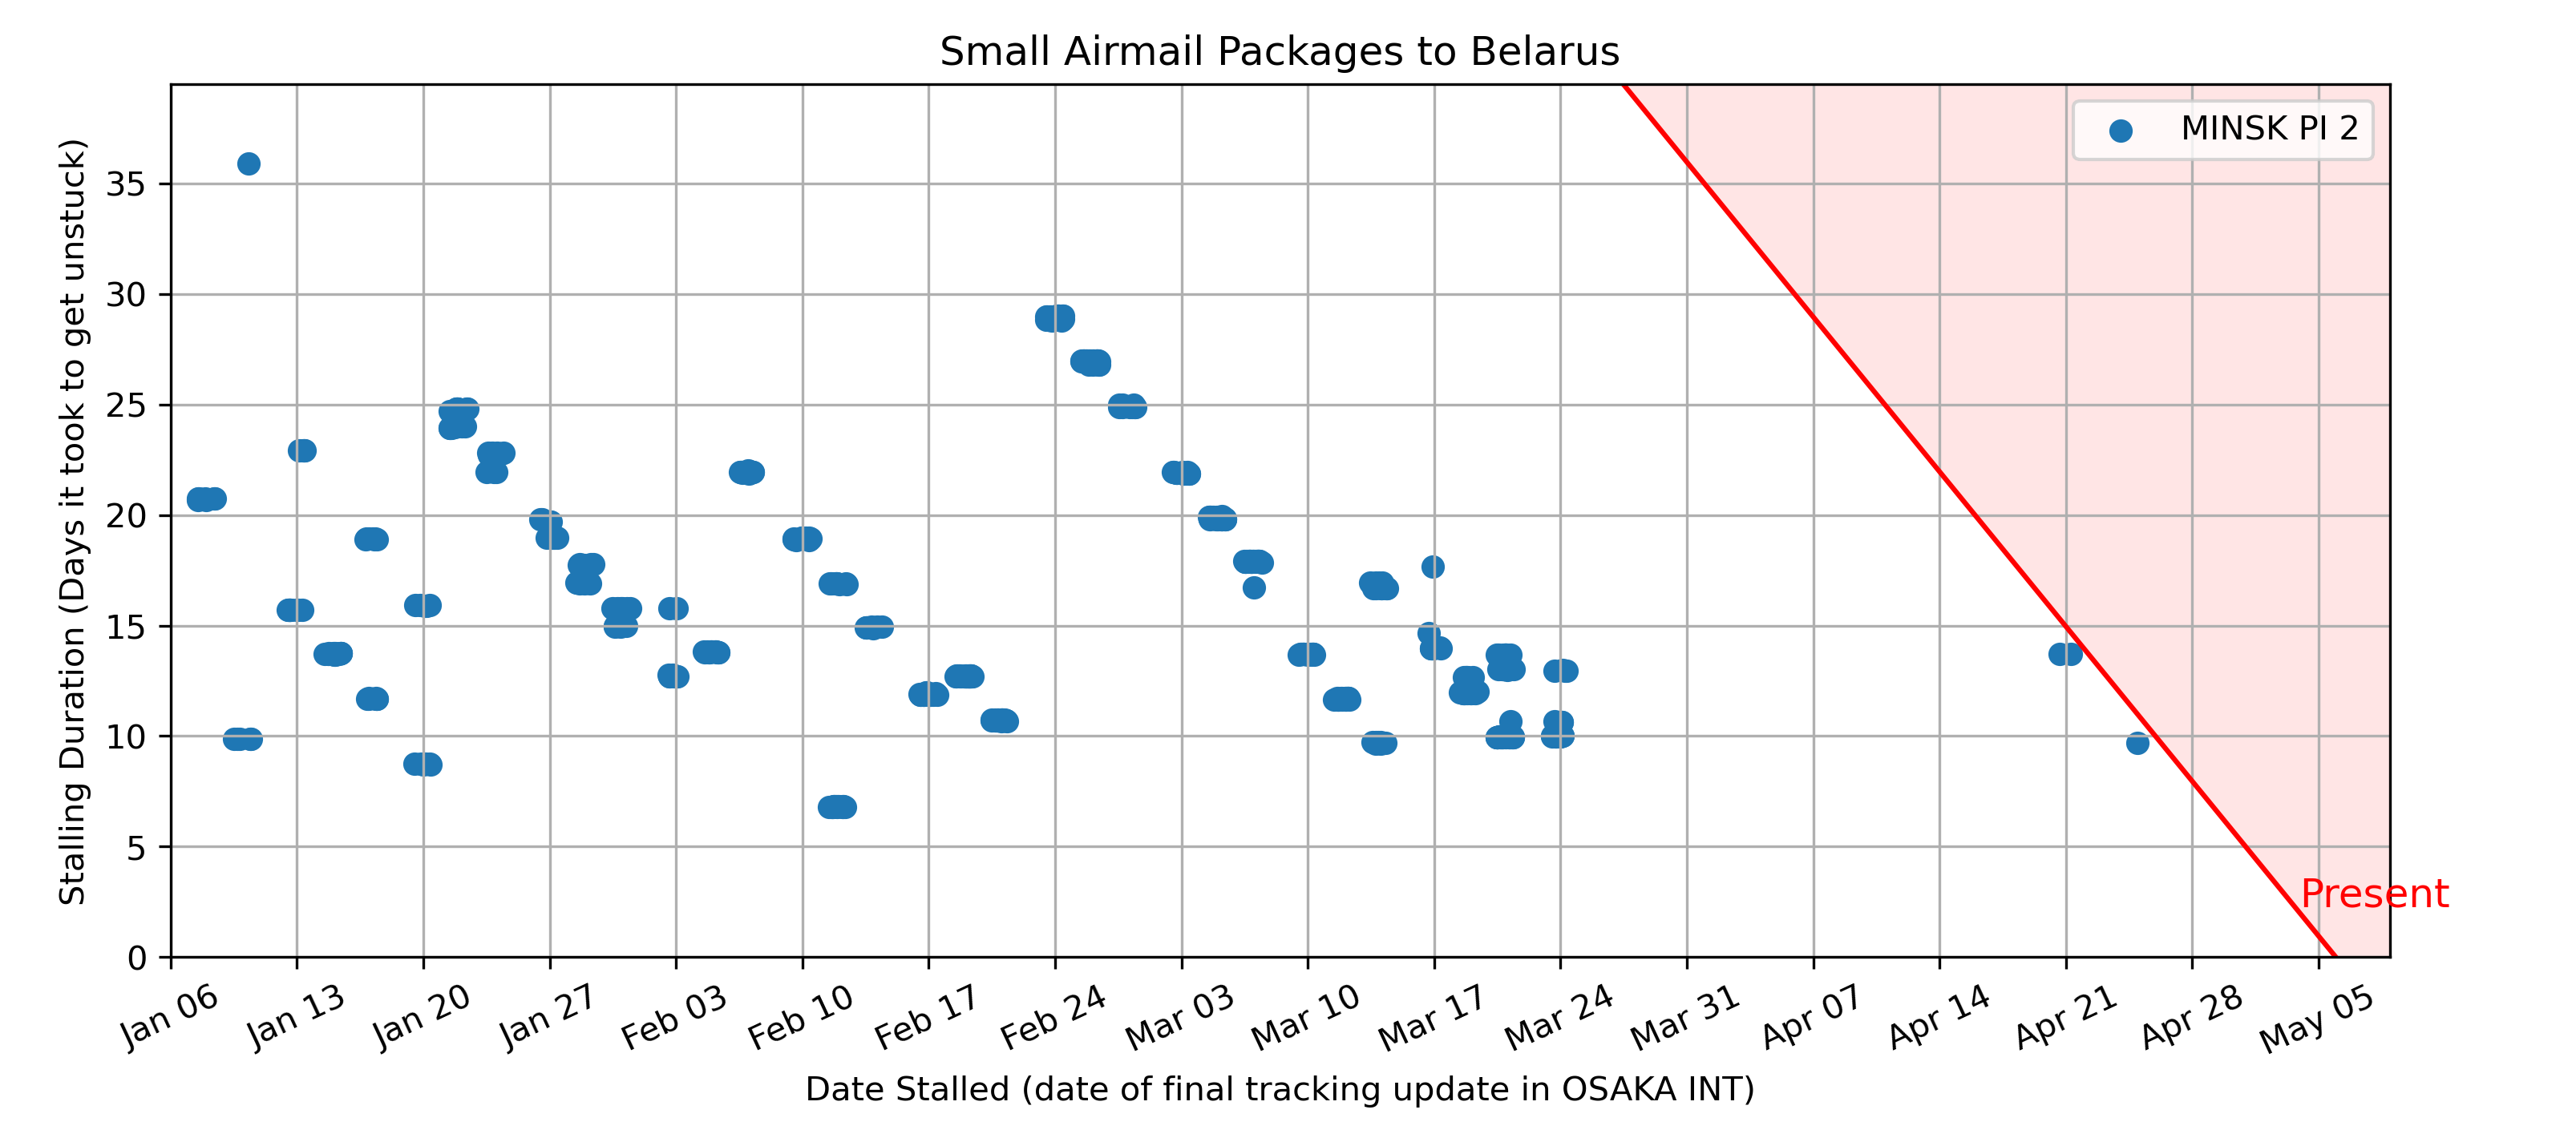 Small Airmail Packages to Belarus
MINSK PI 2
Stalling Duration (Days it took to get unstuck)
35
30
25
20
15
10
5
0
Present
Jan 06
Jan 13
Jan 20
Jan 27
Feb 03
Feb 10
Feb 17
Feb 24
Mar 03
Mar 10
Mar 17
Mar 24
Mar 31
Apr 07
Apr 14
Apr 21
Apr 28
May 05
Date Stalled (date of final tracking update in OSAKA INT)